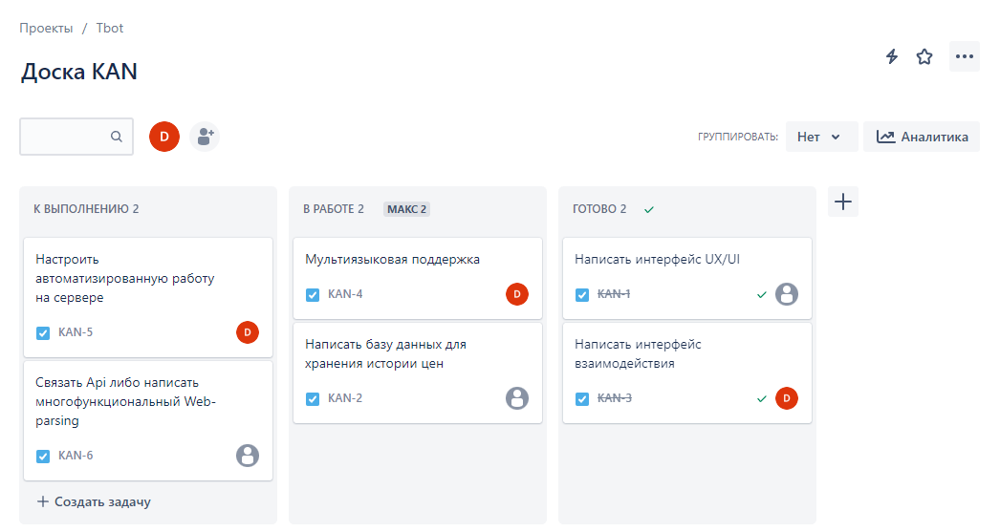 Проекты / Tbot
Доска KAN
D
ГРУППИРОВАТЬ: Нет Аналитика
К ВЫПОЛНЕНИЮ 2
Настроить
автоматизированную работу
на сервере
KAN-5 D
Связать Api либо написать
многофункциональный Web-
parsing
KAN-6
+ Создать задачу
В РАБОТЕ 2 МАКС 2
Мультиязыковая поддержка
KAN-4 D
Написать базу данных для
хранения истории цен
KAN-2
ГОТОВО 2
Написать интерфейс UX/UI
KAN-1
Написать интерфейс
взаимодействия
KAN-3 D